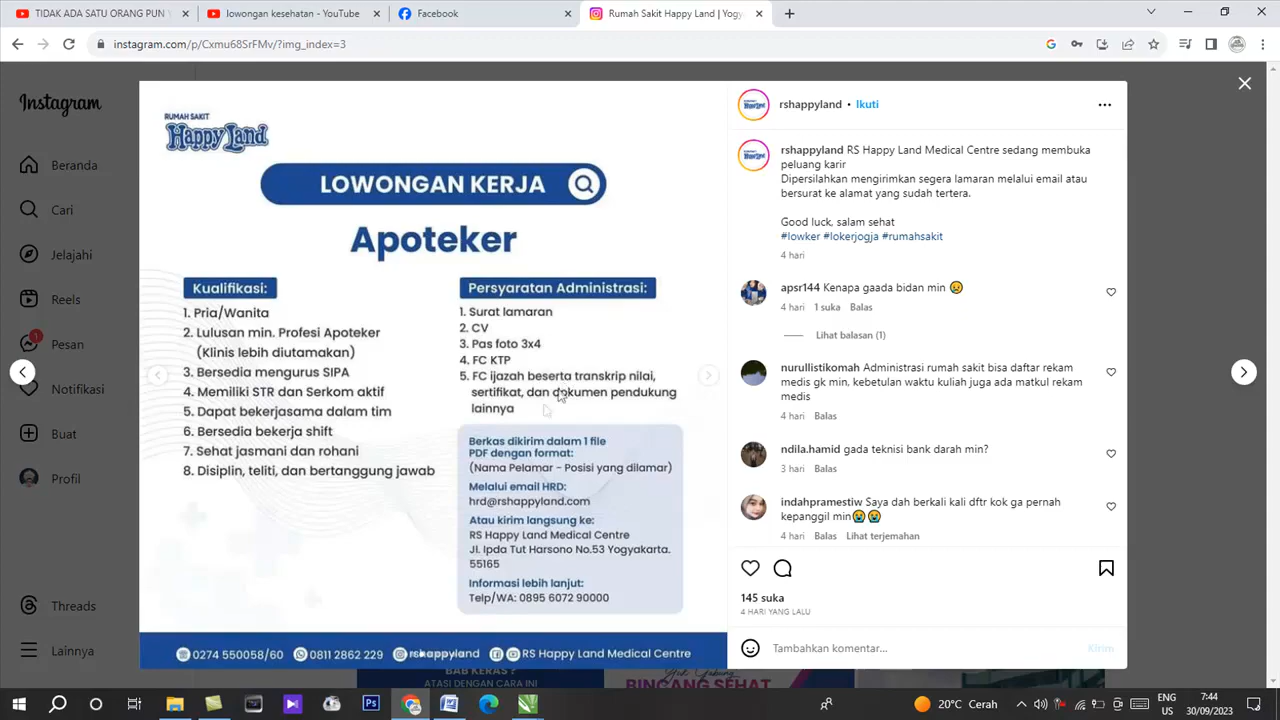 TIDAK ADA SATU ORANG PUN
lowongan kesehatan - YouTube
Facebook
Rumah Sakit Happy Land | Yogy
instagram.com/p/Cxmu68SrFMv/?img_index=3
Instagram
Beranda
Cari
Jelajahi
Reels
1
Pesan
Notifikasi
Buat
Profil
Threads
Lainnya
RUMAH SAKIT
Happy Land
LOWONGAN KERJA
Apoteker
Kualifikasi:
1. Pria/Wanita
2. Lulusan min. Profesi Apoteker
(Klinis lebih diutamakan)
3. Bersedia mengurus SIPA
4. Memiliki STR dan Serkom aktif
5. Dapat bekerjasama dalam tim
6. Bersedia bekerja shift
7. Sehat jasmani dan rohani
8. Disiplin, teliti, dan bertanggung jawab
Persyaratan Administrasi:
1. Surat lamaran
2. CV
3. Pas foto 3x4
4. FC KTP
5. FC ijazah beserta transkrip nilai,
sertifikat, dan dokumen pendukung
lainnya
Berkas dikirim dalam 1 file
PDF dengan format:
(Nama Pelamar - Posisi yang dilamar)
Melalui email HRD:
hrd@rshappyland.com
Atau kirim langsung ke:
RS Happy Land Medical Centre
Jl. Ipda Tut Harsono No.53 Yogyakarta.
55165
Informasi lebih lanjut:
Telp/WA: 0895 6072 90000
0274 550058/60 0811 2862 229 rshappyland RS Happy Land Medical Centre
rshappyland • Ikuti
rshappyland RS Happy Land Medical Centre sedang membuka
peluang karir
Dipersilahkan mengirimkan segera lamaran melalui email atau
bersurat ke alamat yang sudah tertera.
Good luck, salam sehat
#lowker #lokerjogja #rumahsakit
4 hari
apsr144 Kenapa gaada bidan min 😢
4 hari 1 suka Balas
Lihat balasan (1)
nurullistikomah Administrasi rumah sakit bisa daftar rekam
medis gk min, kebetulan waktu kuliah juga ada matkul rekam
medis
4 hari Balas
ndila.hamid gada teknisi bank darah min?
3 hari Balas
indahpramestiw Saya dah berkali kali dftr kok ga pernah
kepanggil min😭😭
4 hari Balas Lihat terjemahan
145 suka
4 HARI YANG LALU
Tambahkan komentar...
Kirim
BAB KERAS ?
ATASI DENGAN CARA INI
BINCANG SEHAT
20°C Cerah
ENG
US
7:44
30/09/2023